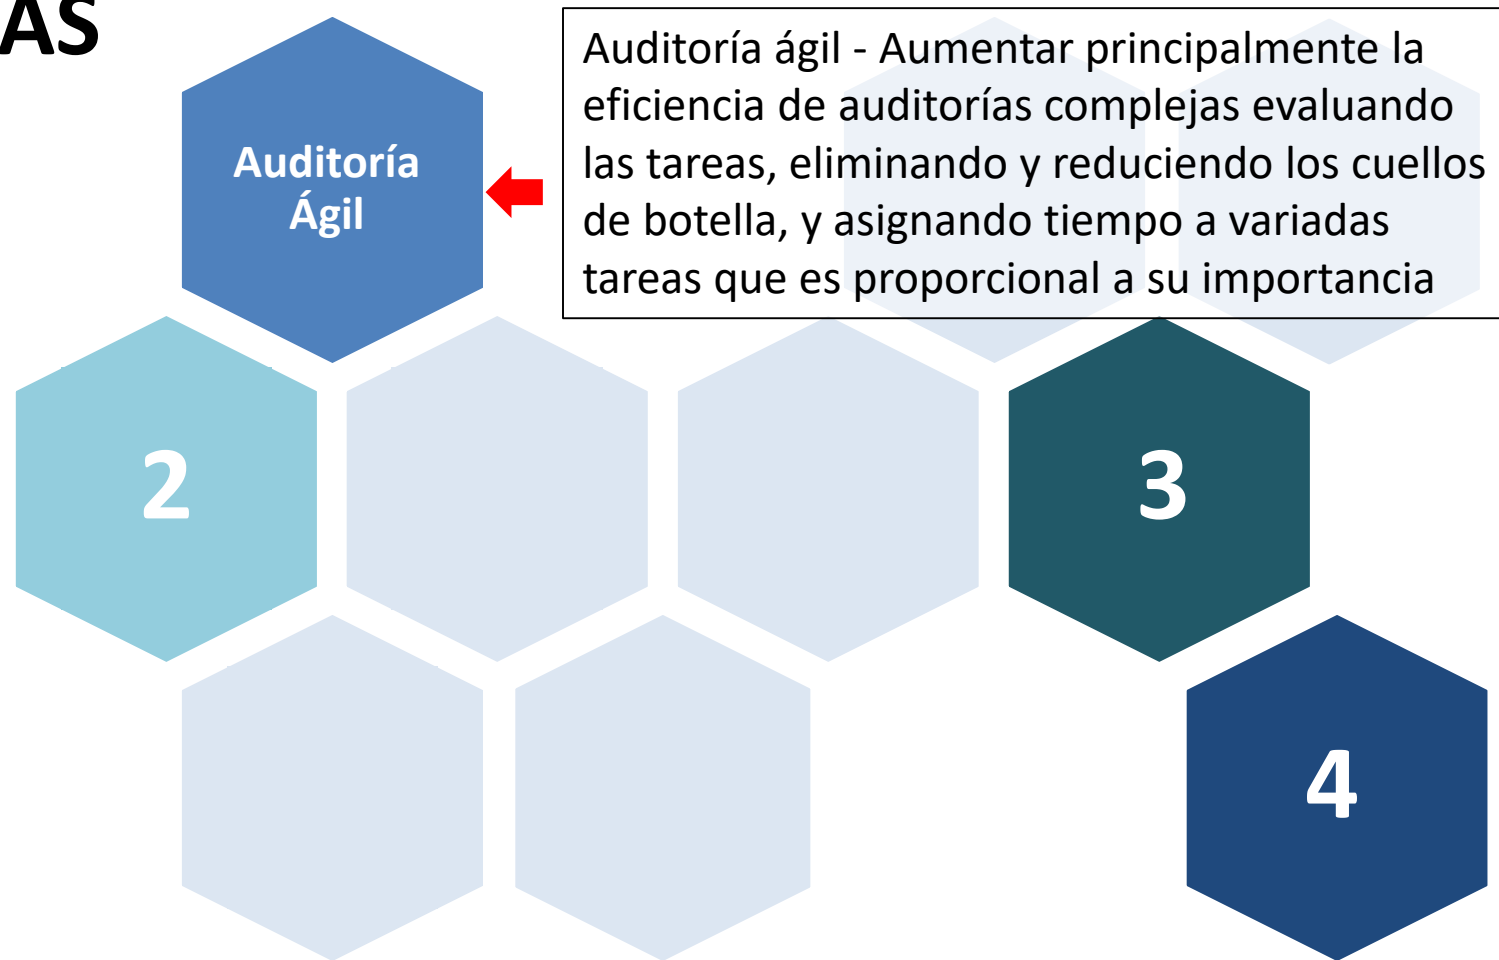 AS
Auditoría ágil - Aumentar principalmente la
eficiencia de auditorías complejas evaluando
las tareas, eliminando y reduciendo los cuellos
de botella, y asignando tiempo a variadas
tareas que es proporcional a su importancia
Auditoría
Ágil
2
3
4